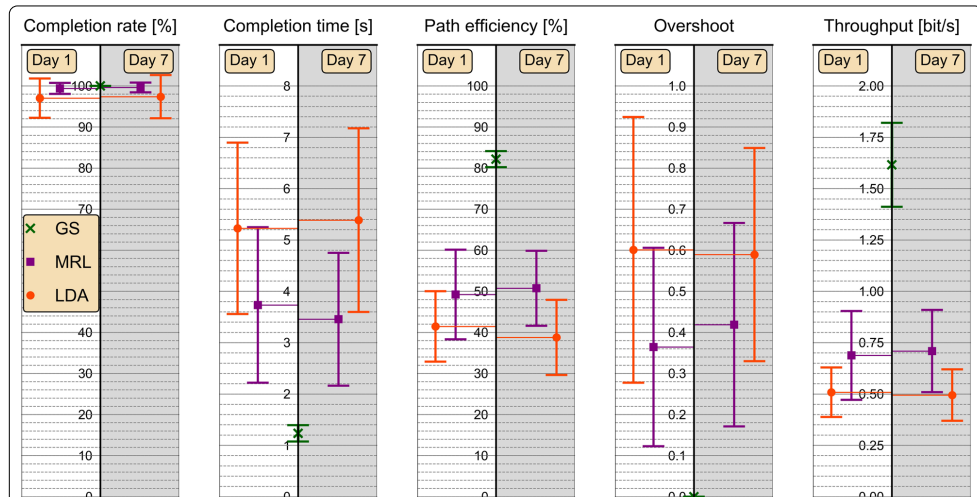 Completion rate [%]
Completion time [s]
Path efficiency [%]
Overshoot
Throughput [bit/s]
Day 1
Day 7
100
90
80
70
60
50
40
30
20
10
0
GS
MRL
LDA
Day 1
Day 7
8
7
6
5
4
3
2
1
0
Day 1
Day 7
100
90
80
70
60
50
40
30
20
10
0
Day 1
Day 7
1.0
0.9
0.8
0.7
0.6
0.5
0.4
0.3
0.2
0.1
0.0
Day 1
Day 7
2.00
1.75
1.50
1.25
1.00
0.75
0.50
0.25
0.00